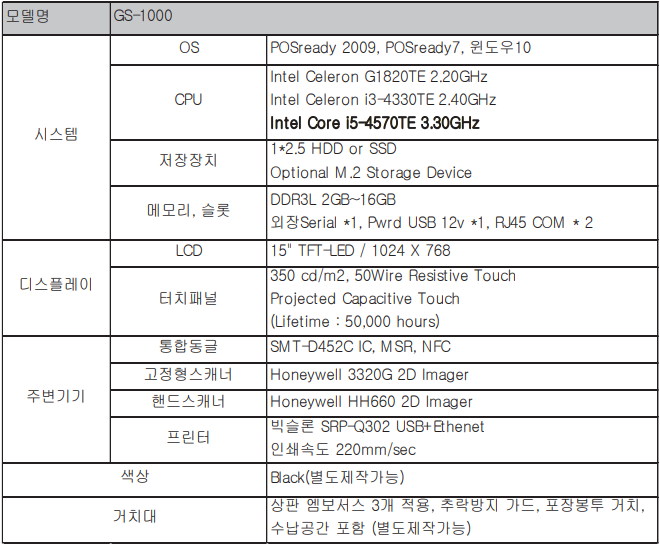 모델명 GS-1000
시스템 OS POSready 2009, POSready7, 윈도우10
CPU Intel Celeron G1820TE 2.20GHz
Intel Celeron i3-4330TE 2.40GHz
Intel Core i5-4570TE 3.30GHz
저장장치 1*2.5 HDD or SSD
Optional M.2 Storage Device
메모리, 슬롯 DDR3L 2GB~16GB
외장Serial *1, Pwrd USB 12v *1, RJ45 COM * 2
디스플레이 LCD 15" TFT-LED / 1024 X 768
터치패널 350 cd/m2, 50Wire Resistive Touch
Projected Capacitive Touch
(Lifetime : 50,000 hours)
주변기기 통합동글 SMT-D452C IC, MSR, NFC
고정형스캐너 Honeywell 3320G 2D Imager
핸드스캐너 Honeywell HH660 2D Imager
프린터 빅슬론 SRP-Q302 USB+Ethenet
인쇄속도 220mm/sec
색상 Black(별도제작가능)
거치대 상판 엠보서스 3개 적용, 추락방지 가드, 포장봉투 거치,
수납공간 포함 (별도제작가능)